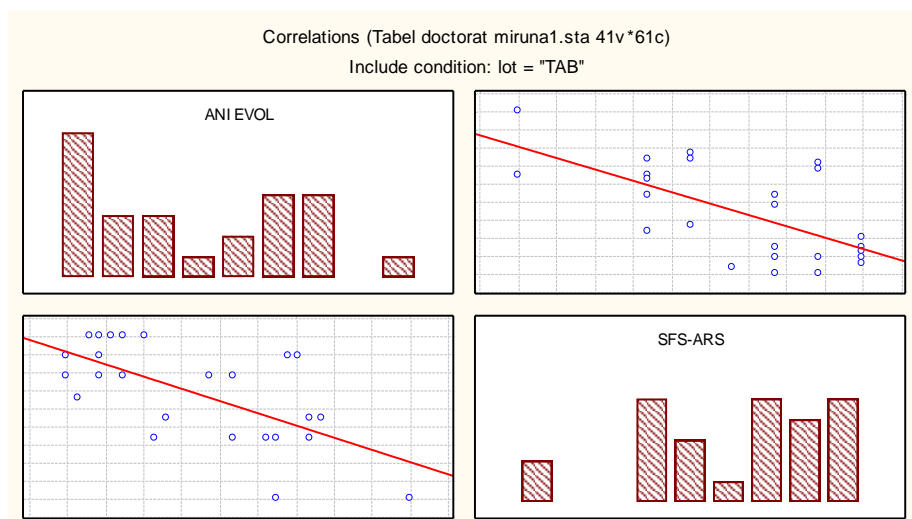 Correlations (Tabel doctorat miruna1.sta 41v*61c)
Include condition: lot = "TAB"
ANI EVOL
SFS-ARS